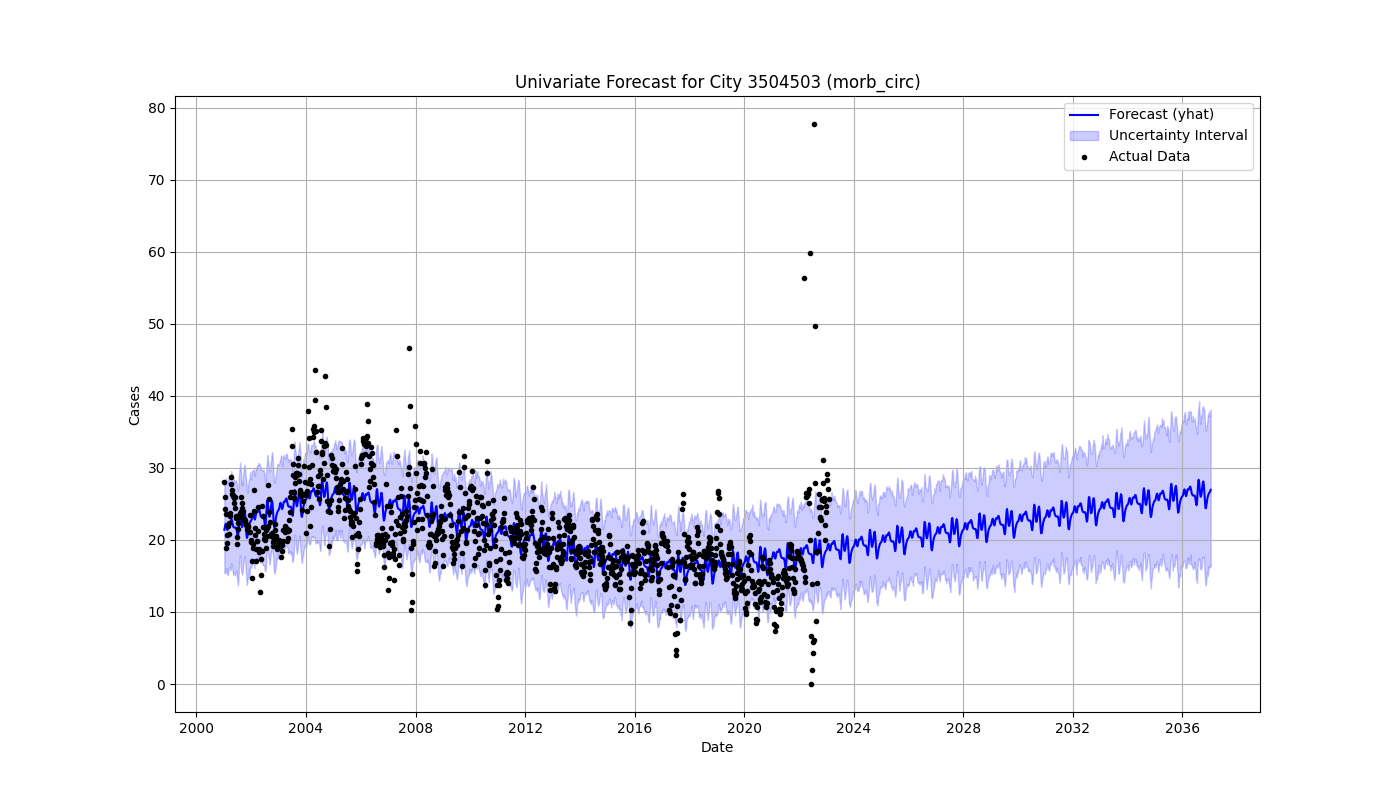 Univariate Forecast for City 3504503 (morb_circ)
Forecast (yhat)
Uncertainty Interval
Actual Data
80
70
60
50
40
30
20
10
0
Cases
2000 2004 2008 2012 2016 2020 2024 2028 2032 2036
Date